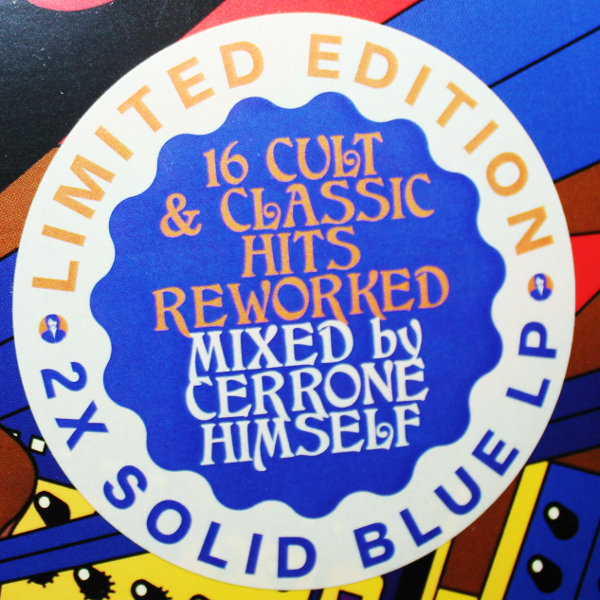 LIMITED EDITION
16 CULT
& CLASSIC
HITS
REWORKED
MIXED by
CERRONE
HIMSELF
2X SOLID BLUE LP